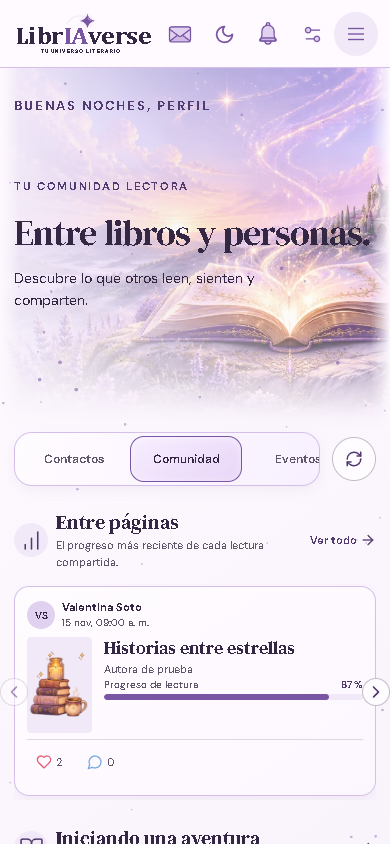 LibrIAverse
TU UNIVERSO LITERARIO
BUENAS NOCHES, PERFIL
TU COMUNIDAD LECTORA
Entre libros y personas.
Descubre lo que otros leen, sienten y
comparten.
Contactos Comunidad Eventos
Entre páginas
El progreso más reciente de cada lectura
compartida.
Ver todo
VS
Valentina Soto
15 nov, 09:00 a. m.
Historias entre estrellas
Autora de prueba
Progreso de lectura 87%
2 0
Iniciando una aventura